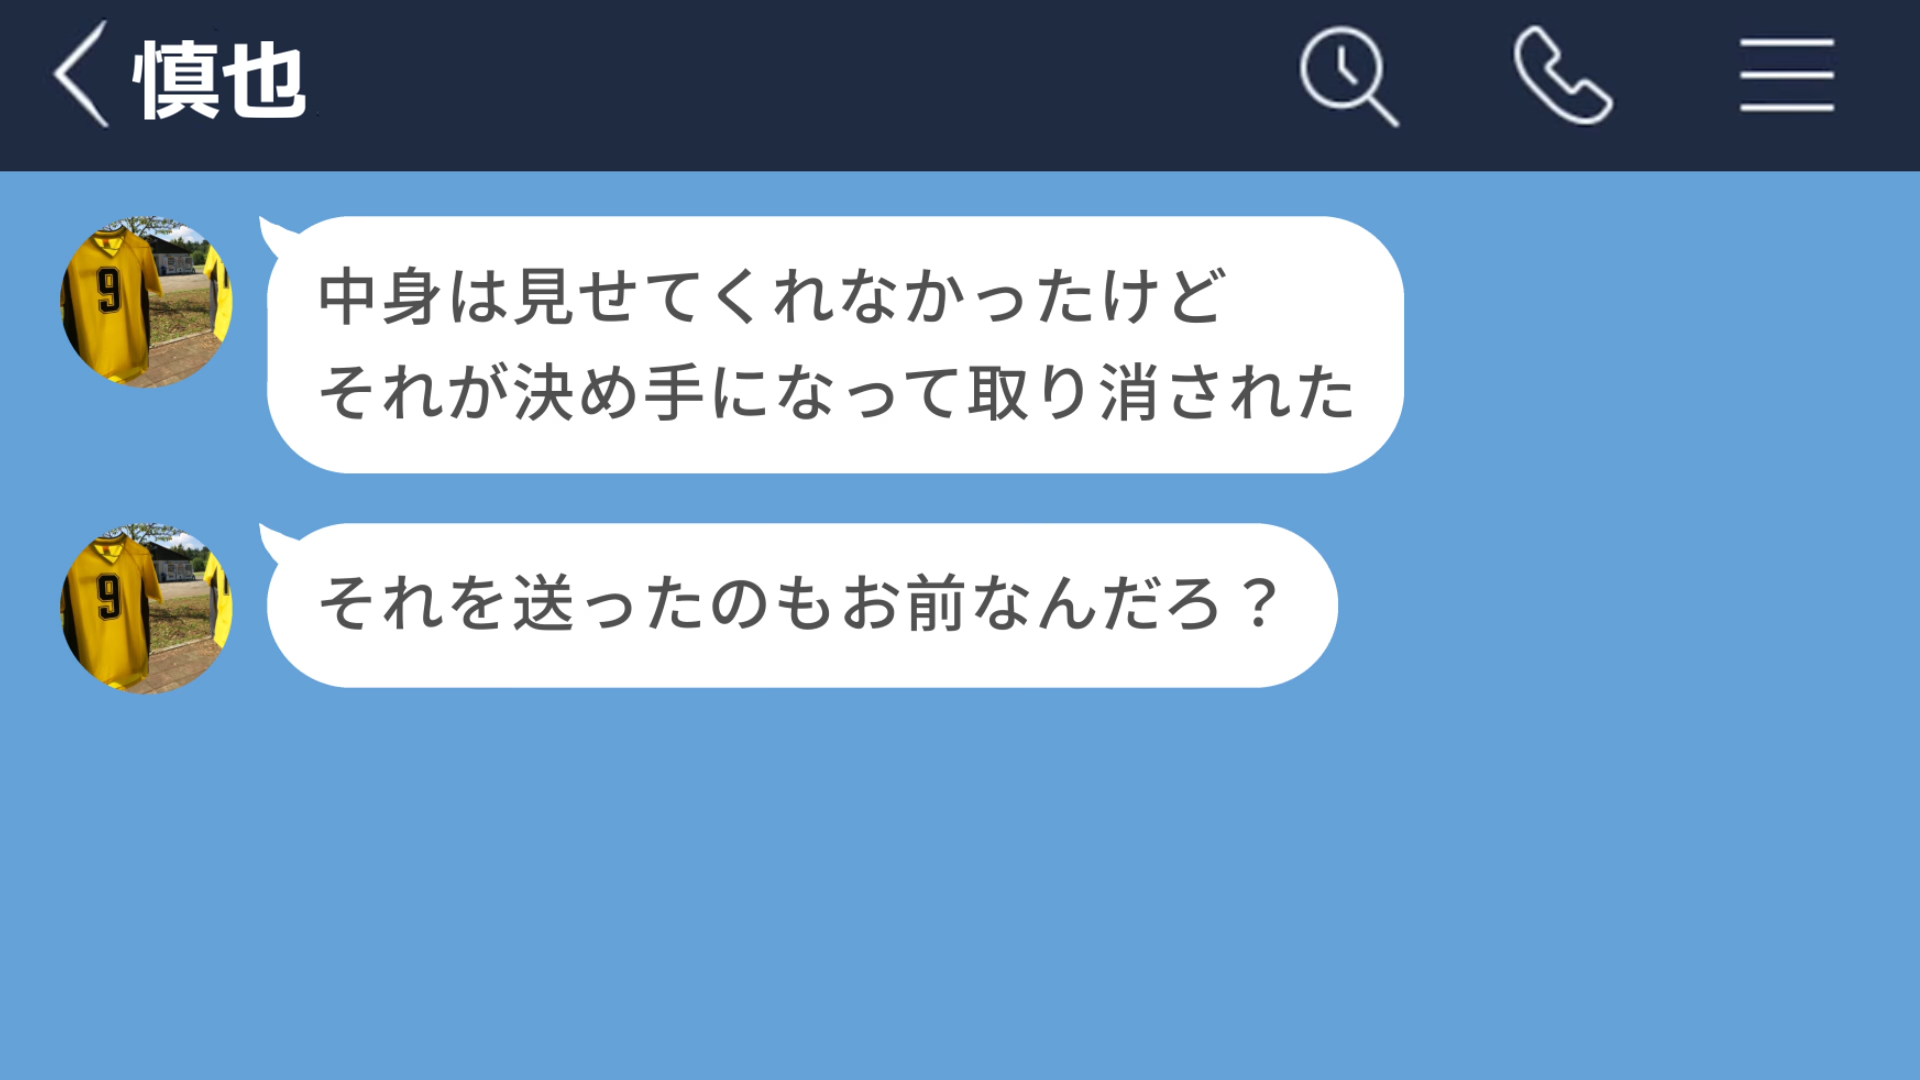 慎也
9
中身は見せてくれなかったけど
それが決め手になって取り消された
9
それを送ったのもお前なんだろ？